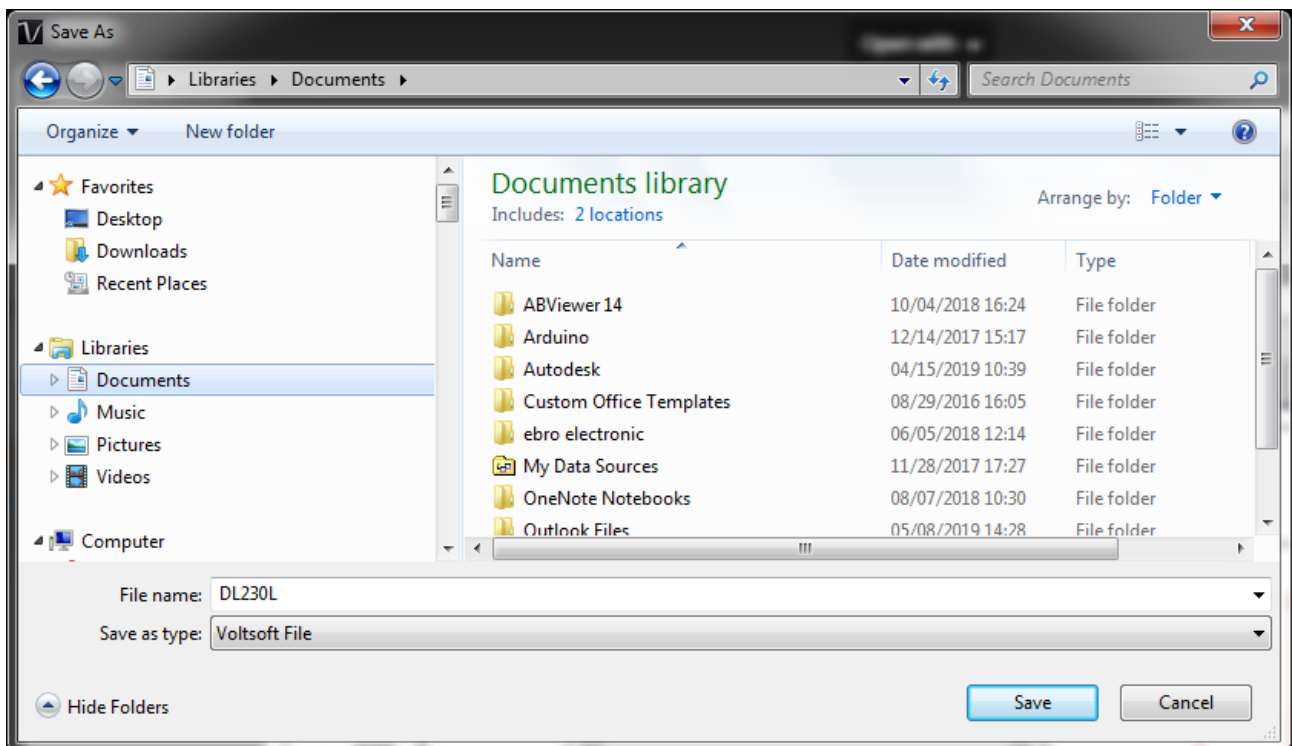 Save As
Libraries Documents
Search Documents
Organize New folder
Favorites
Desktop
Downloads
Recent Places
Libraries
Documents
Music
Pictures
Videos
Computer
Documents library
Includes: 2 locations
Arrange by: Folder
Name Date modified Type
ABViewer 14 10/04/2018 16:24 File folder
Arduino 12/14/2017 15:17 File folder
Autodesk 04/15/2019 10:39 File folder
Custom Office Templates 08/29/2016 16:05 File folder
ebro electronic 06/05/2018 12:14 File folder
My Data Sources 11/28/2017 17:27 File folder
OneNote Notebooks 08/07/2018 10:30 File folder
Outlook Files 05/08/2019 14:28 File folder
File name: DL230L
Save as type: Voltsoft File
Hide Folders
Save Cancel